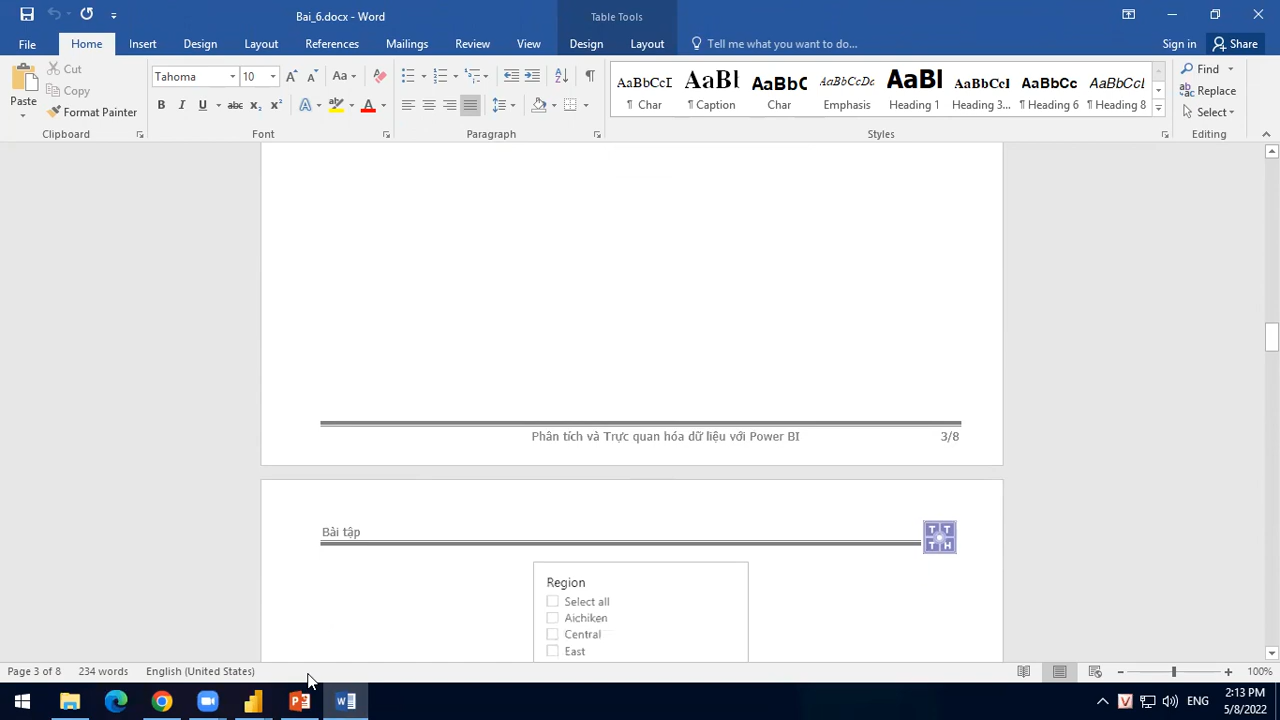 Bai_6.docx - Word
Table Tools
File Home Insert Design Layout References Mailings Review View Design Layout Tell me what you want to do... Sign in Share
Paste
Cut
Copy
Format Painter
Clipboard
Tahoma 10
Font
Paragraph
AaBbCcI AaBl AaBbC AaBbCcDc AaBl AaBbCcI AaBbCc AaBbCcI
¶ Char ¶ Caption Char Emphasis Heading 1 Heading 3... ¶ Heading 6 ¶ Heading 8
Styles
Find
Replace
Select
Editing
Phân tích và Trực quan hóa dữ liệu với Power BI 3/8
Bài tập
T T
T H
Region
Select all
Aichiken
Central
East
Page 3 of 8 234 words English (United States) 100%
ENG
2:13 PM
5/8/2022